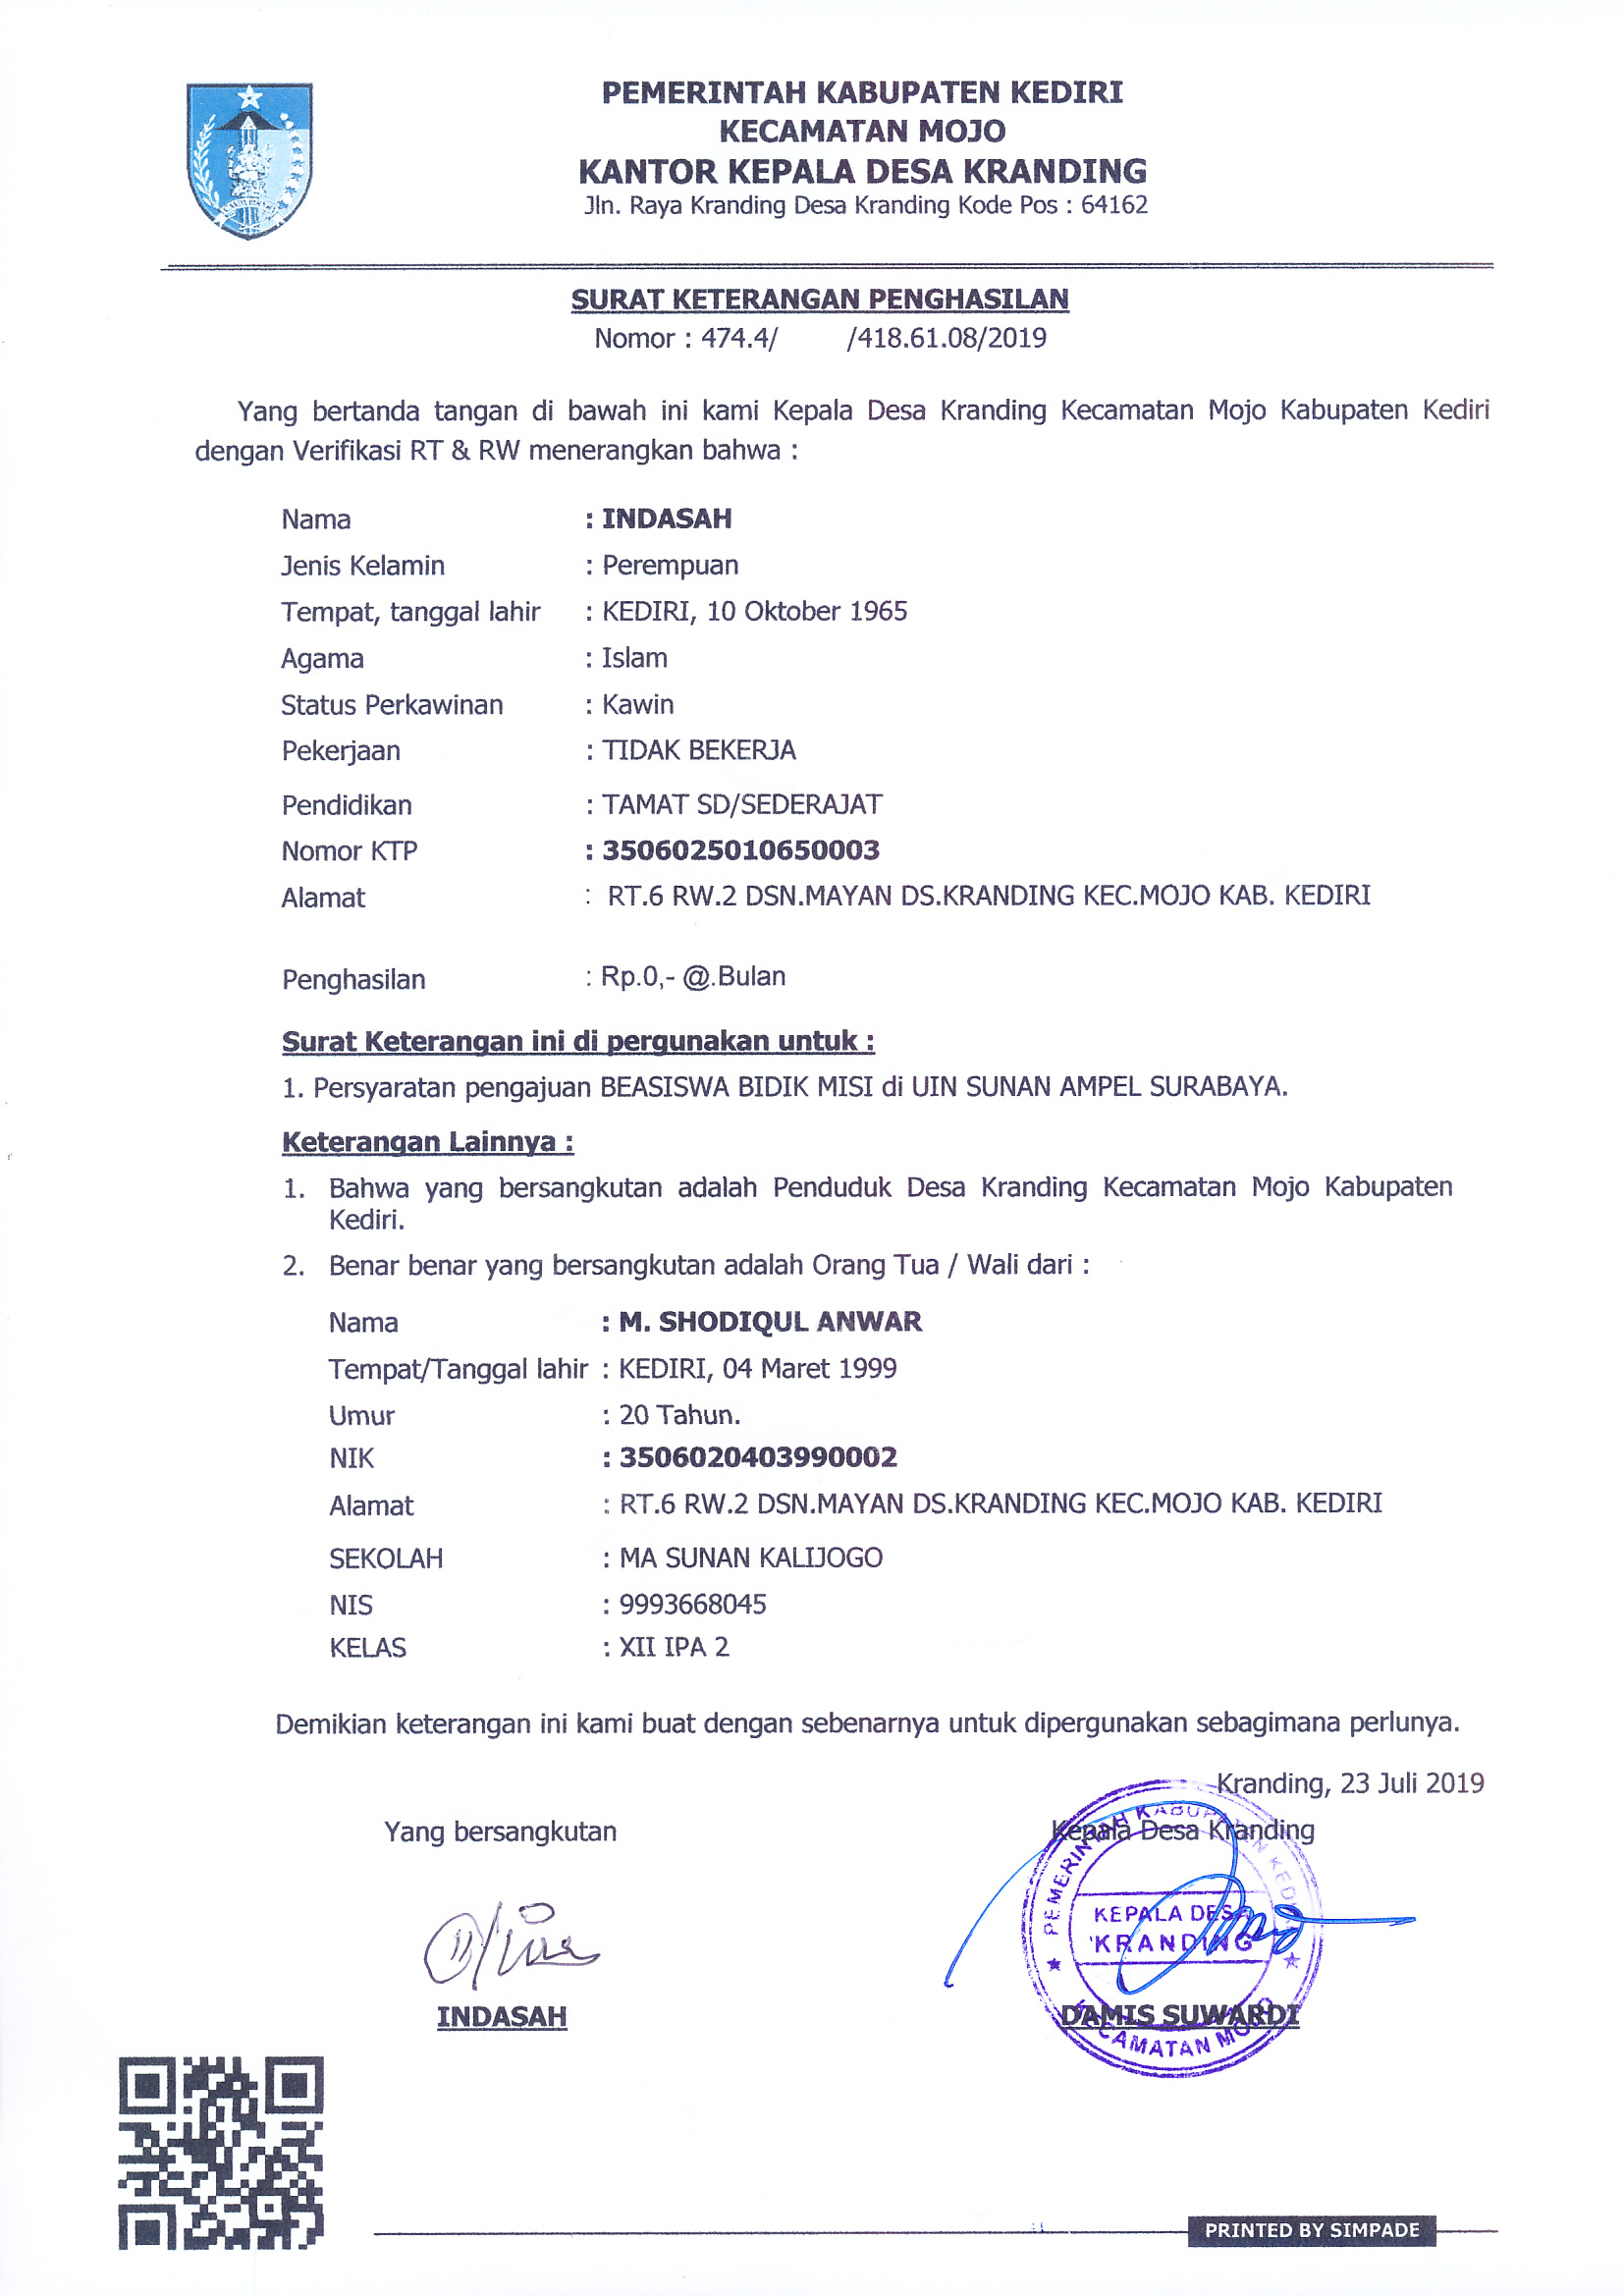 PEMERINTAH KABUPATEN KEDIRI
KECAMATAN MOJO
KANTOR KEPALA DESA KRANDING
Jln. Raya Kranding Desa Kranding Kode Pos : 64162
SURAT KETERANGAN PENGHASILAN
Nomor : 474.4/ /418.61.08/2019
Yang bertanda tangan di bawah ini kami Kepala Desa Kranding Kecamatan Mojo Kabupaten Kediri
dengan Verifikasi RT & RW menerangkan bahwa :
Nama : INDASAH
Jenis Kelamin : Perempuan
Tempat, tanggal lahir : KEDIRI, 10 Oktober 1965
Agama : Islam
Status Perkawinan : Kawin
Pekerjaan : TIDAK BEKERJA
Pendidikan : TAMAT SD/SEDERAJAT
Nomor KTP : 3506025010650003
Alamat : RT.6 RW.2 DSN.MAYAN DS.KRANDING KEC.MOJO KAB. KEDIRI
Penghasilan : Rp.0,- @.Bulan
Surat Keterangan ini di pergunakan untuk :
1. Persyaratan pengajuan BEASISWA BIDIK MISI di UIN SUNAN AMPEL SURABAYA.
Keterangan Lainnya :
1. Bahwa yang bersangkutan adalah Penduduk Desa Kranding Kecamatan Mojo Kabupaten
Kediri.
2. Benar benar yang bersangkutan adalah Orang Tua / Wali dari :
Nama : M. SHODIQUL ANWAR
Tempat/Tanggal lahir : KEDIRI, 04 Maret 1999
Umur : 20 Tahun.
NIK : 3506020403990002
Alamat : RT.6 RW.2 DSN.MAYAN DS.KRANDING KEC.MOJO KAB. KEDIRI
SEKOLAH : MA SUNAN KALIJOGO
NIS : 9993668045
KELAS : XII IPA 2
Demikian keterangan ini kami buat dengan sebenarnya untuk dipergunakan sebagimana perlunya.
Kranding, 23 Juli 2019
Yang bersangkutan
Kepala Desa Kranding
PEMERINTAH KABUPATEN KEDIRI
KEPALA DESA
KRANDING
KECAMATAN MOJO
INDASAH
DAMIS SUWARDI
PRINTED BY SIMPADE